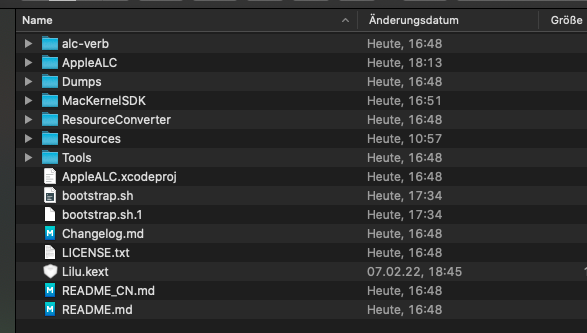 Name Änderungsdatum Größe
alc-verb Heute, 16:48
AppleALC Heute, 18:13
Dumps Heute, 16:48
MacKernelSDK Heute, 16:51
ResourceConverter Heute, 16:48
Resources Heute, 10:57
Tools Heute, 16:48
AppleALC.xcodeproj Heute, 16:48
bootstrap.sh Heute, 17:34
bootstrap.sh.1 Heute, 17:34
Changelog.md Heute, 16:48
LICENSE.txt Heute, 16:48
Lilu.kext 07.02.22, 18:45
README_CN.md Heute, 16:48
README.md Heute, 16:48